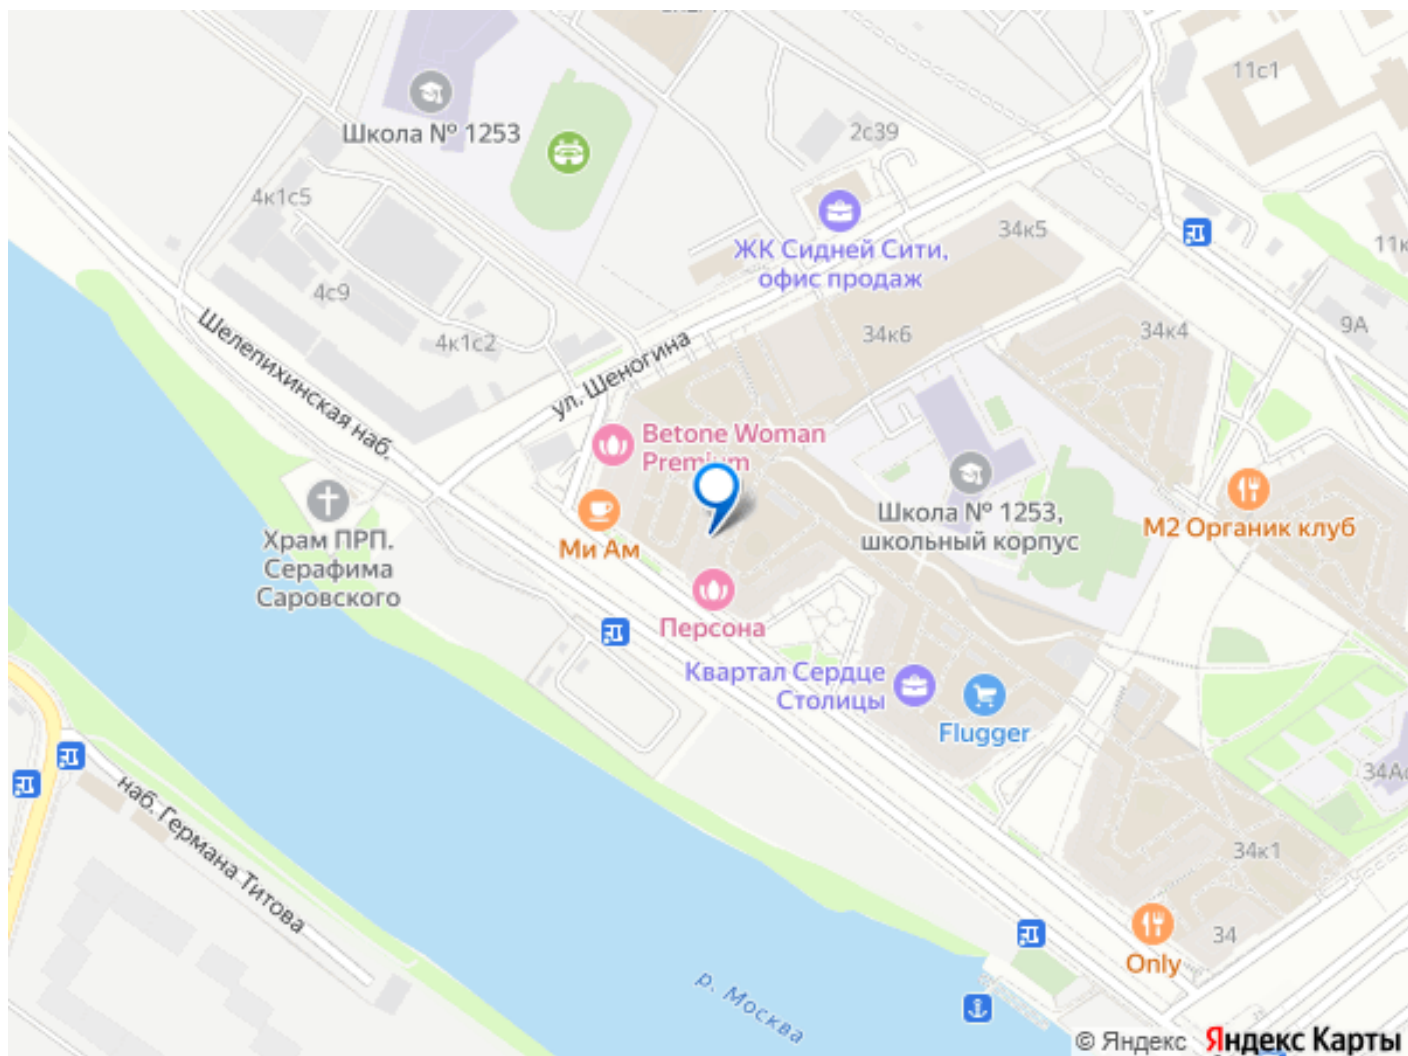 11с1
Школа № 1253
2с39
4к1с5
34к5
ЖК Сидней Сити,
офис продаж
4с9
9А
34к4
34к6
4к1с2
Шелепихинская наб.
ул. Шеногина
Betone Woman
Premium
Школа № 1253,
школьный корпус
М2 Органик клуб
Ми Ам
Храм ПРП.
Серафима
Саровского
Персона
Квартал Сердце
Столицы
Flugger
наб. Германа Титова
34к1
34
Only
р. Москва
© Яндекс Яндекс Карты